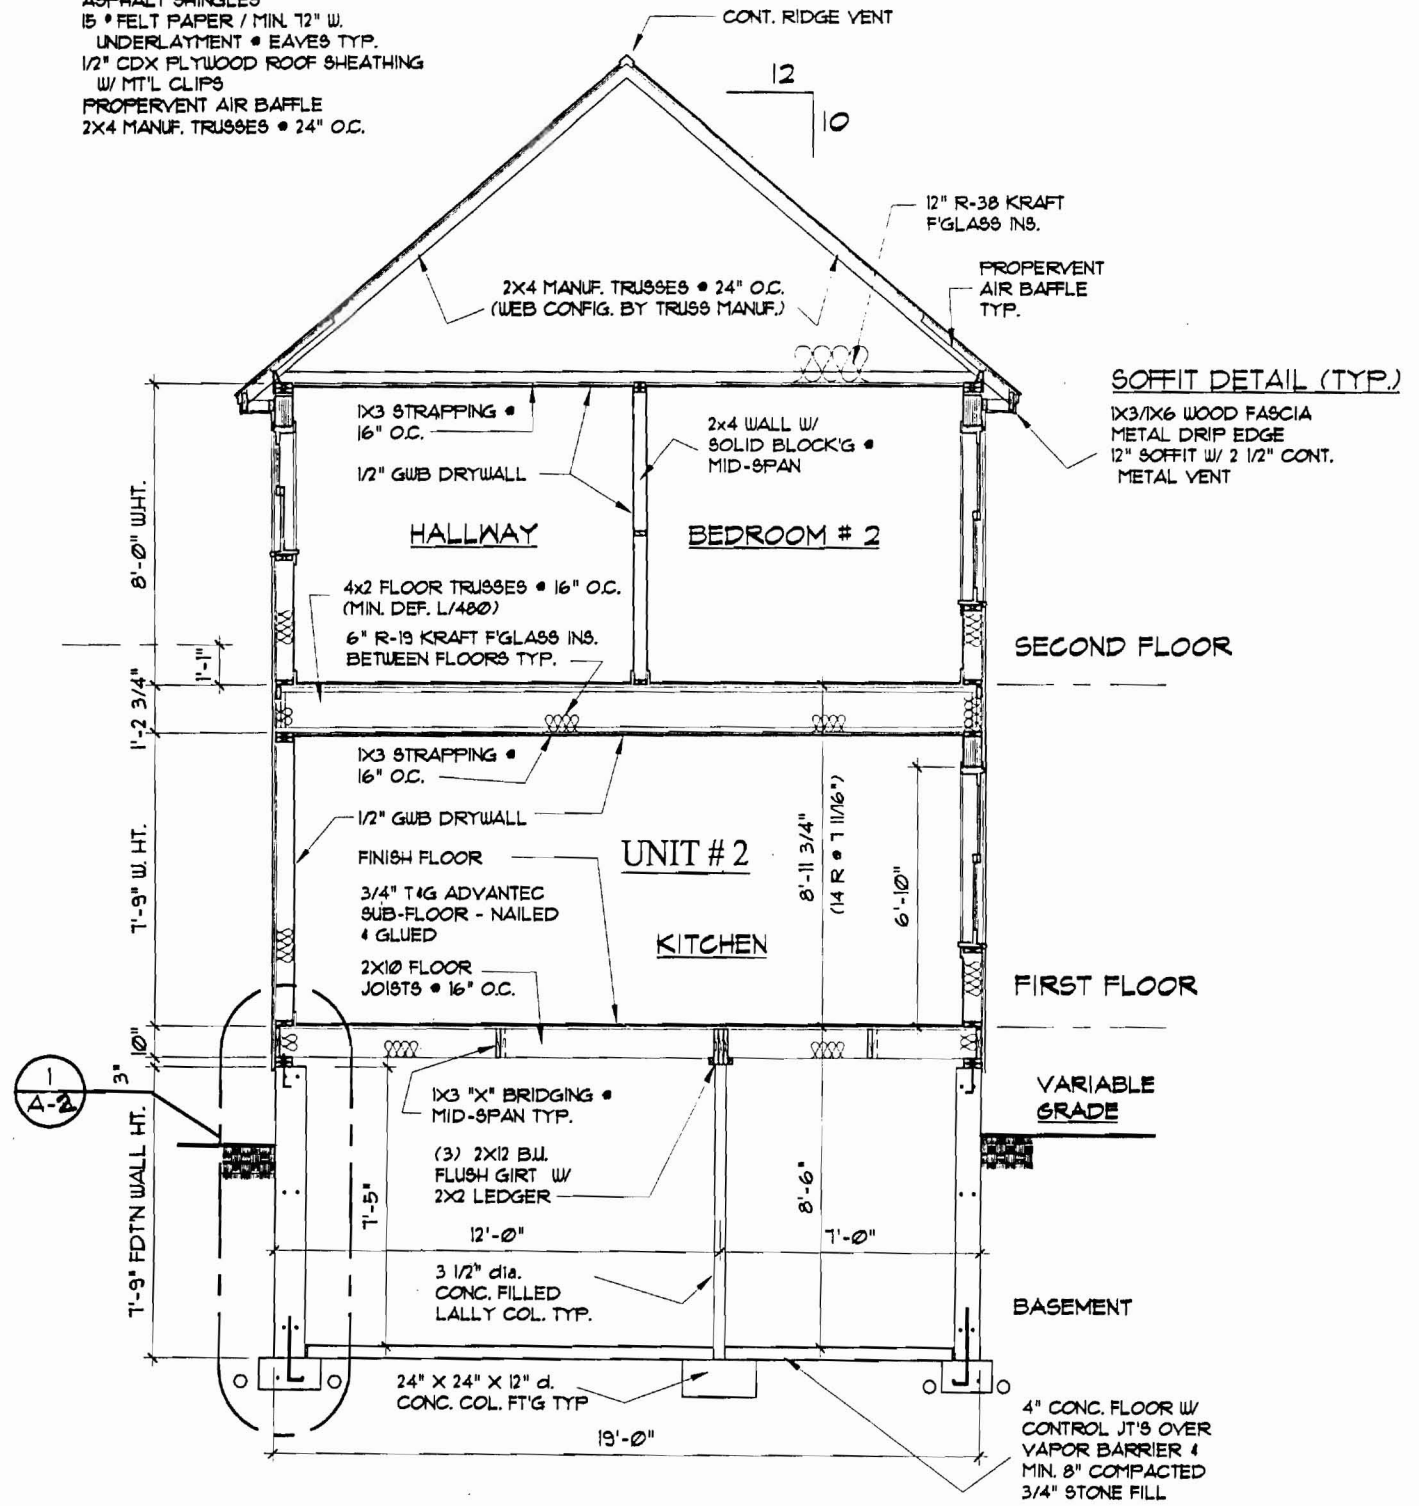 ASPHALT SHINGLES
15 # FELT PAPER / MIN. 72" W.
UNDERLAYMENT @ EAVES TYP.
1/2" CDX PLYWOOD ROOF SHEATHING
W/ MT'L CLIPS
PROPERVENT AIR BAFFLE
2X4 MANUF. TRUSSES @ 24" O.C.
CONT. RIDGE VENT
12
10
12" R-38 KRAFT
F'GLASS INS.
PROPERVENT
AIR BAFFLE
TYP.
2X4 MANUF. TRUSSES @ 24" O.C.
(WEB CONFIG. BY TRUSS MANUF.)
SOFFIT DETAIL (TYP.)
1X3/1X6 WOOD FASCIA
METAL DRIP EDGE
12" SOFFIT W/ 2 1/2" CONT.
METAL VENT
1X3 STRAPPING @
16" O.C.
1/2" GWB DRYWALL
2x4 WALL W/
SOLID BLOCK'G @
MID-SPAN
8'-0" WHT.
HALLWAY
BEDROOM # 2
4x2 FLOOR TRUSSES @ 16" O.C.
(MIN. DEF. L/480)
6" R-19 KRAFT F'GLASS INS.
BETWEEN FLOORS TYP.
SECOND FLOOR
1'-1"
1'-2 3/4"
1X3 STRAPPING @
16" O.C.
1/2" GWB DRYWALL
FINISH FLOOR
UNIT # 2
3/4" T&G ADVANTEC
SUB-FLOOR - NAILED
& GLUED
KITCHEN
2X10 FLOOR
JOISTS @ 16" O.C.
8'-11 3/4"
(14 R @ 7 11/16")
6'-10"
7'-9" W. HT.
FIRST FLOOR
10"
3"
1
A-2
1X3 "X" BRIDGING @
MID-SPAN TYP.
VARIABLE
GRADE
(3) 2X12 B.U.
FLUSH GIRT W/
2X2 LEDGER
7'-9" FDT'N WALL HT.
7'-5"
8'-6"
12'-0"
7'-0"
3 1/2" dia.
CONC. FILLED
LALLY COL. TYP.
BASEMENT
24" X 24" X 12" d.
CONC. COL. FT'G TYP
19'-0"
4" CONC. FLOOR W/
CONTROL JT'S OVER
VAPOR BARRIER &
MIN. 8" COMPACTED
3/4" STONE FILL